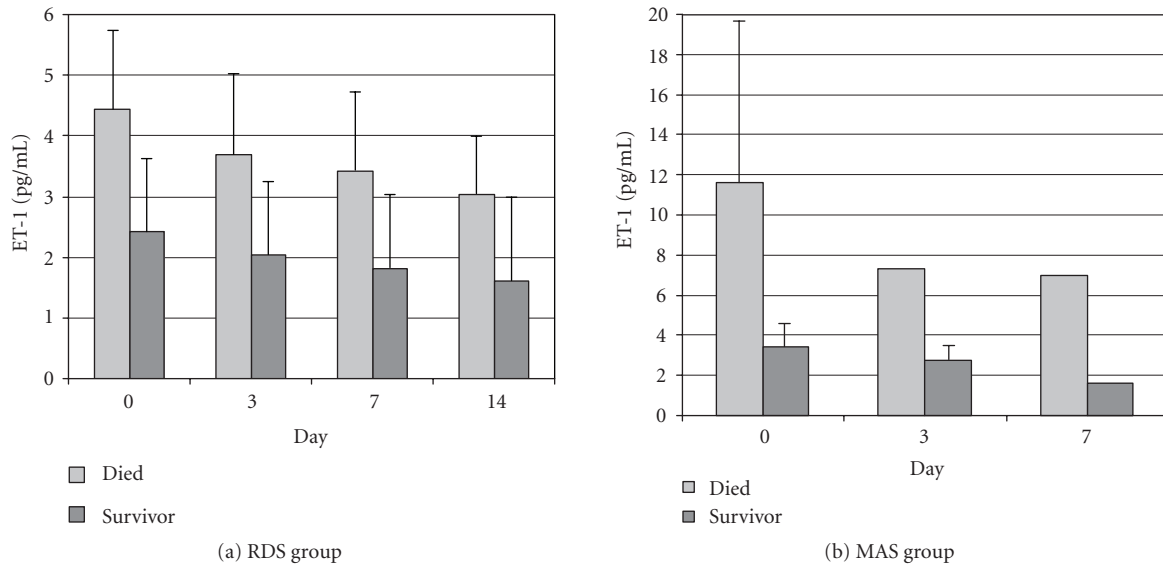 6
5
4
3
2
1
0
ET-1 (pg/mL)
0 3 7 14
Day
Died
Survivor
(a) RDS group
20
18
16
14
12
10
8
6
4
2
0
ET-1 (pg/mL)
0 3 7
Day
Died
Survivor
(b) MAS group